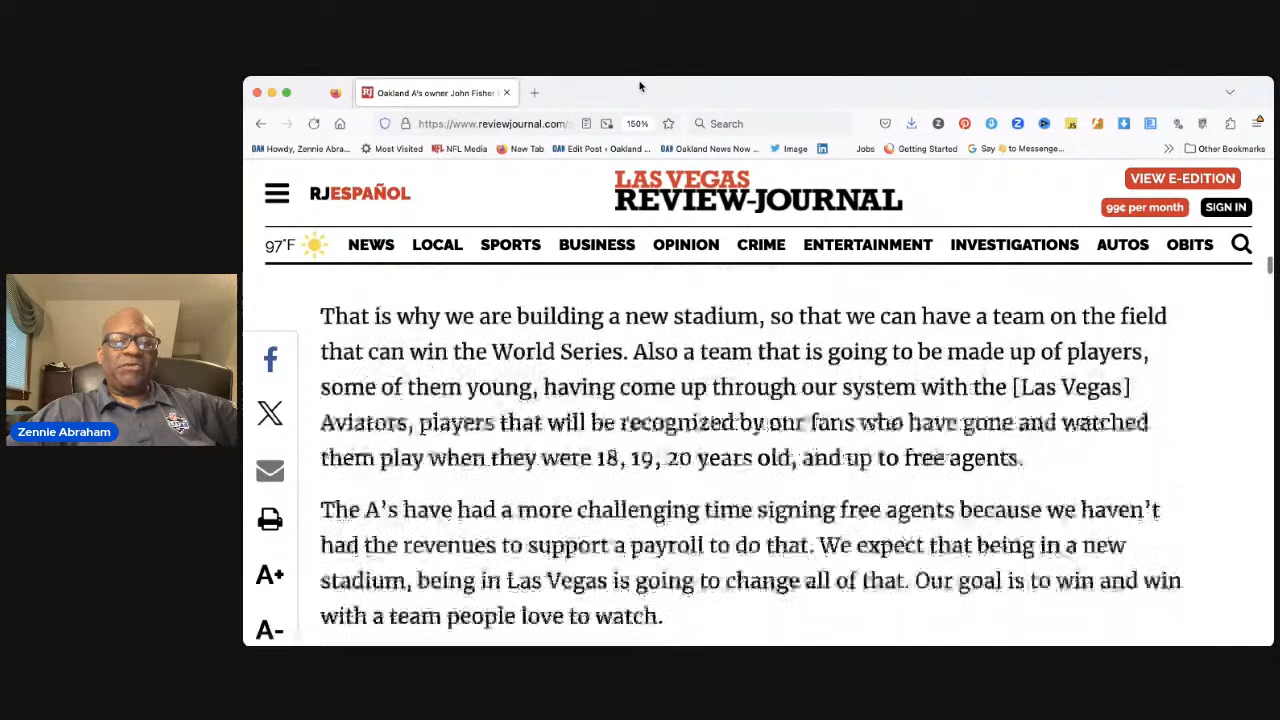 Oakland A's owner John Fisher
https://www.reviewjournal.com/
150%
Search
Howdy, Zennie Abra...
Most Visited
NFL Media
New Tab
Edit Post ‹ Oakland ...
Oakland News Now ...
Image
Jobs
Getting Started
Say 👋 to Messenge...
Other Bookmarks
RJESPAÑOL
LAS VEGAS
REVIEW-JOURNAL
VIEW E-EDITION
99¢ per month
SIGN IN
97°F
NEWS
LOCAL
SPORTS
BUSINESS
OPINION
CRIME
ENTERTAINMENT
INVESTIGATIONS
AUTOS
OBITS
That is why we are building a new stadium, so that we can have a team on the field
that can win the World Series. Also a team that is going to be made up of players,
some of them young, having come up through our system with the [Las Vegas]
Aviators, players that will be recognized by our fans who have gone and watched
them play when they were 18, 19, 20 years old, and up to free agents.
The A's have had a more challenging time signing free agents because we haven't
had the revenues to support a payroll to do that. We expect that being in a new
stadium, being in Las Vegas is going to change all of that. Our goal is to win and win
with a team people love to watch.
A+
A-
Zennie Abraham